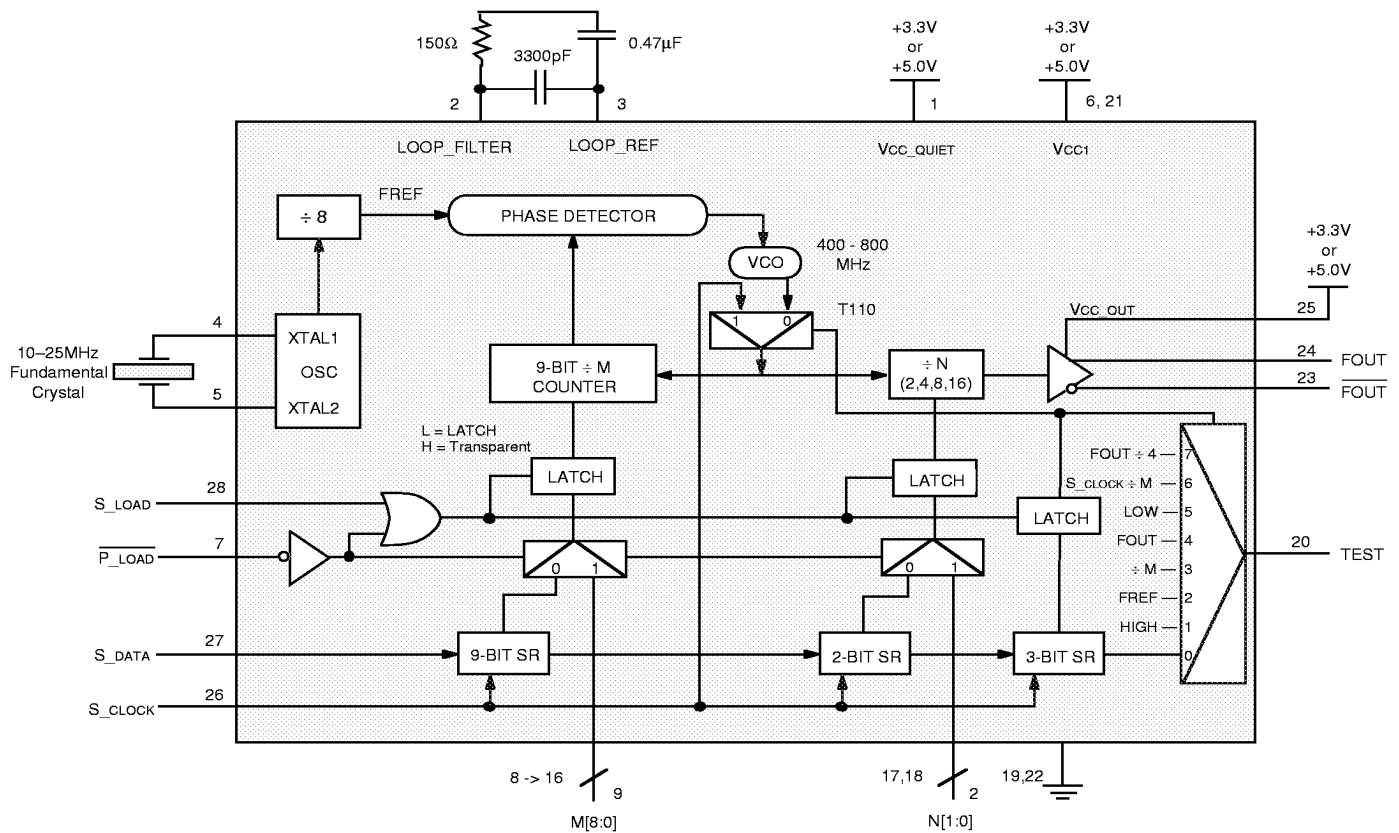 150Ω
3300pF
0.47µF
2
3
+3.3V
or
+5.0V
1
+3.3V
or
+5.0V
6, 21
LOOP_FILTER
LOOP_REF
VCC_QUIET
VCC1
÷ 8
FREF
PHASE DETECTOR
VCO
400 - 800
MHz
+3.3V
or
+5.0V
T110
1
0
VCC_OUT
25
4
XTAL1
OSC
XTAL2
5
10–25MHz
Fundamental
Crystal
9-BIT ÷ M
COUNTER
÷ N
(2,4,8,16)
24
FOUT
23
FOUT
L = LATCH
H = Transparent
LATCH
LATCH
LATCH
S_LOAD
28
P_LOAD
7
0
1
0
1
FOUT ÷ 4
7
S_CLOCK ÷ M
6
LOW
5
FOUT
4
÷ M
3
FREF
2
HIGH
1
0
20
TEST
S_DATA
27
9-BIT SR
2-BIT SR
3-BIT SR
S_CLOCK
26
8 -> 16
9
M[8:0]
17,18
2
N[1:0]
19,22